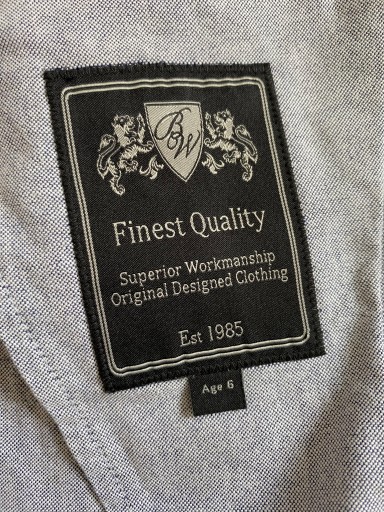 BW
Finest Quality
Superior Workmanship
Original Designed Clothing
Est 1985
Age 6